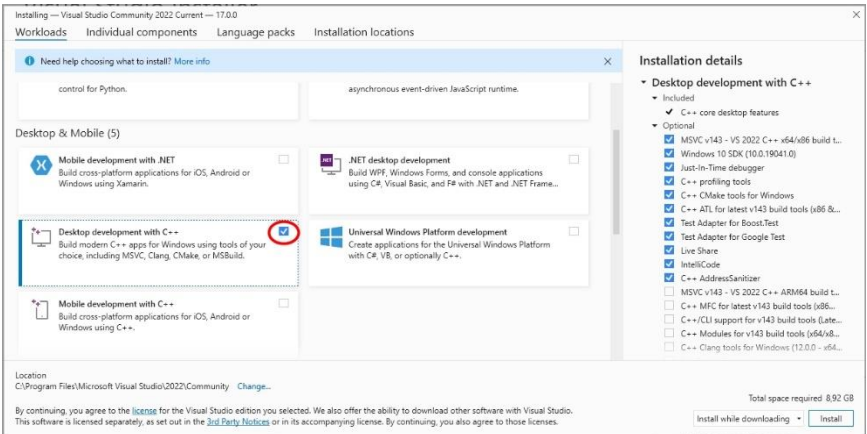 Installing — Visual Studio Community 2022 Current — 17.0.0
Workloads Individual components Language packs Installation locations
Need help choosing what to install? More info
control for Python.
asynchronous event-driven JavaScript runtime.
Desktop & Mobile (5)
Mobile development with .NET
Build cross-platform applications for iOS, Android or
Windows using Xamarin.
.NET desktop development
Build WPF, Windows Forms, and console applications
using C#, Visual Basic, and F# with .NET and .NET Frame...
Desktop development with C++
Build modern C++ apps for Windows using tools of your
choice, including MSVC, Clang, CMake, or MSBuild.
Universal Windows Platform development
Create applications for the Universal Windows Platform
with C#, VB, or optionally C++.
Mobile development with C++
Build cross-platform applications for iOS, Android or
Windows using C++.
Installation details
Desktop development with C++
Included
C++ core desktop features
Optional
MSVC v143 - VS 2022 C++ x64/x86 build t...
Windows 10 SDK (10.0.19041.0)
Just-In-Time debugger
C++ profiling tools
C++ CMake tools for Windows
C++ ATL for latest v143 build tools (x86 &...
Test Adapter for Boost.Test
Test Adapter for Google Test
Live Share
IntelliCode
C++ AddressSanitizer
MSVC v143 - VS 2022 C++ ARM64 build t...
C++ MFC for latest v143 build tools (x86...
C++/CLI support for v143 build tools (Late...
C++ Modules for v143 build tools (x64/x8...
C++ Clang tools for Windows (12.0.0 - x64...
Location
C:\Program Files\Microsoft Visual Studio\2022\Community Change...
By continuing, you agree to the license for the Visual Studio edition you selected. We also offer the ability to download other software with Visual Studio.
This software is licensed separately, as set out in the 3rd Party Notices or in its accompanying license. By continuing, you also agree to those licenses.
Total space required 8,92 GB
Install while downloading Install